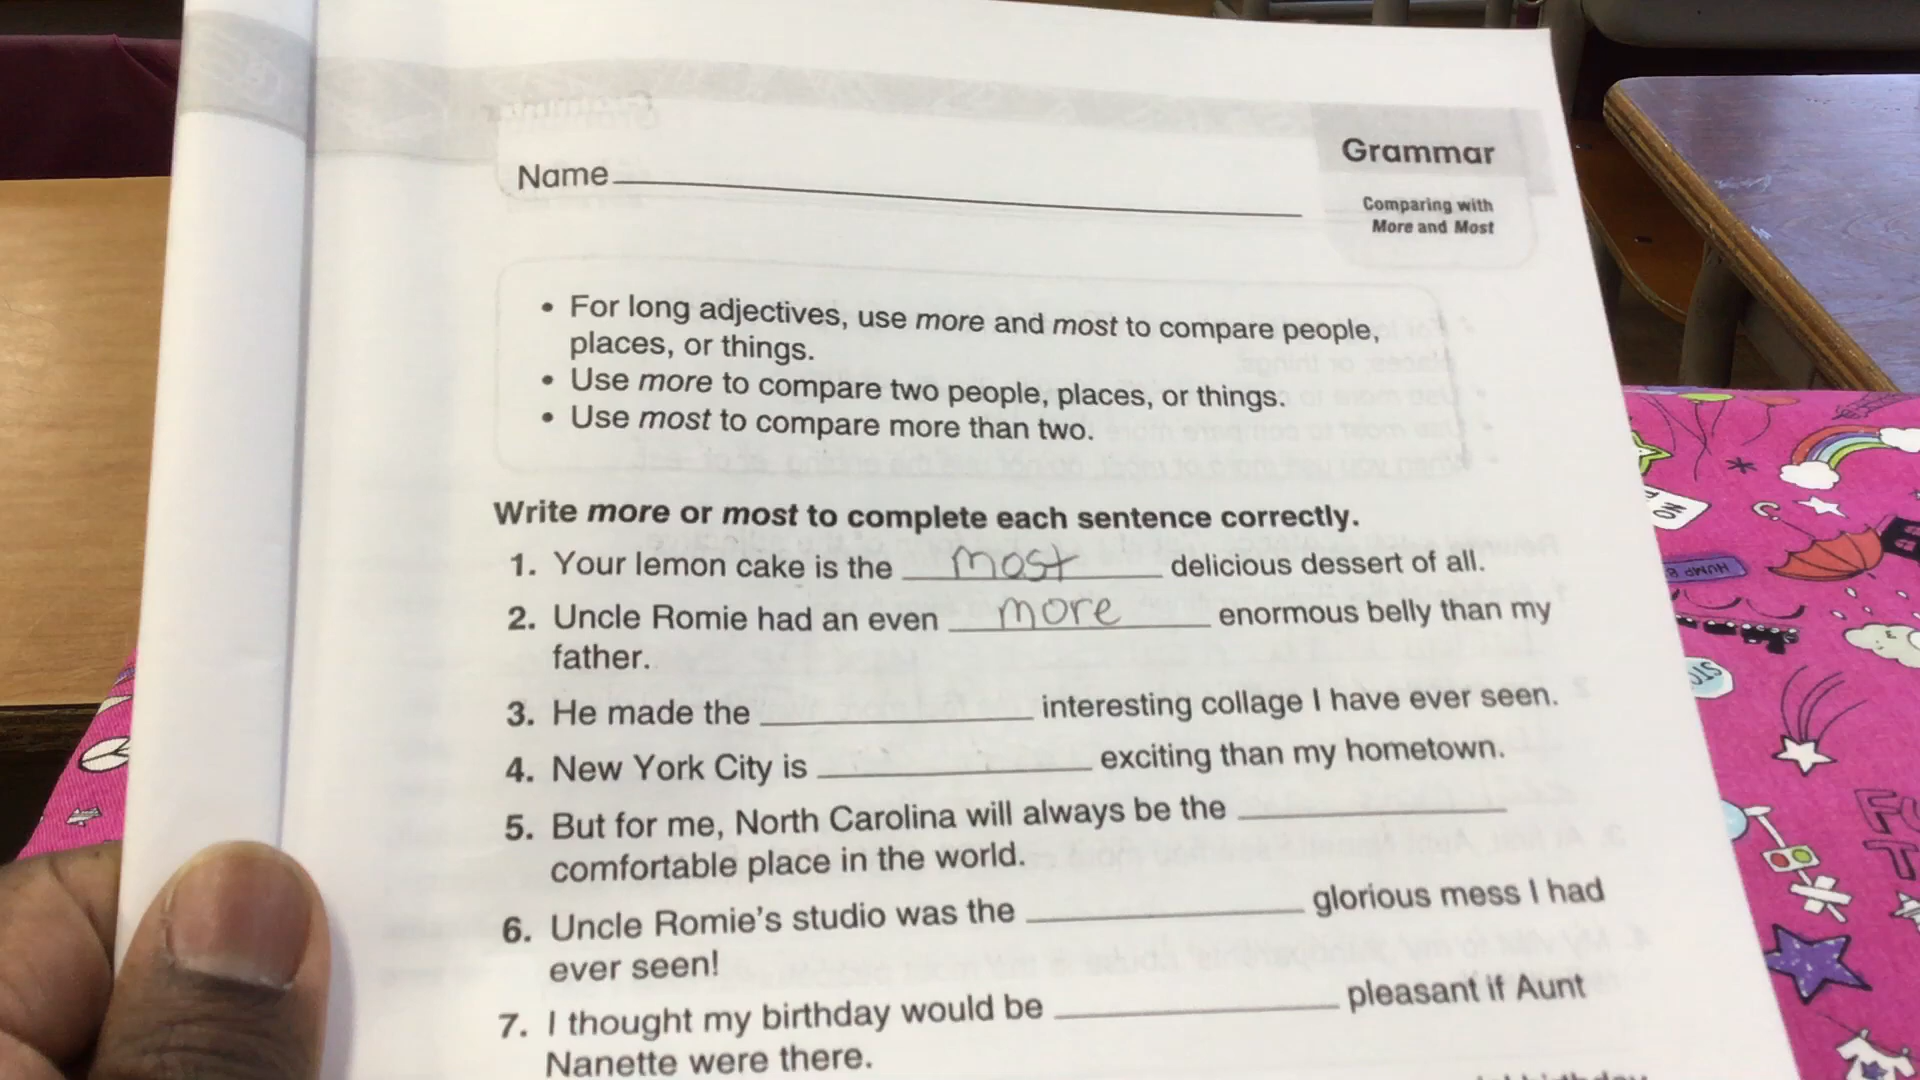 Grammar
Name
Comparing with
More and Most
• For long adjectives, use more and most to compare people,
places, or things.
• Use more to compare two people, places, or things.
• Use most to compare more than two.
Write more or most to complete each sentence correctly.
1. Your lemon cake is the most delicious dessert of all.
2. Uncle Romie had an even more enormous belly than my
father.
3. He made the interesting collage I have ever seen.
4. New York City is exciting than my hometown.
5. But for me, North Carolina will always be the
comfortable place in the world.
6. Uncle Romie's studio was the glorious mess I had
ever seen!
7. I thought my birthday would be pleasant if Aunt
Nanette were there.